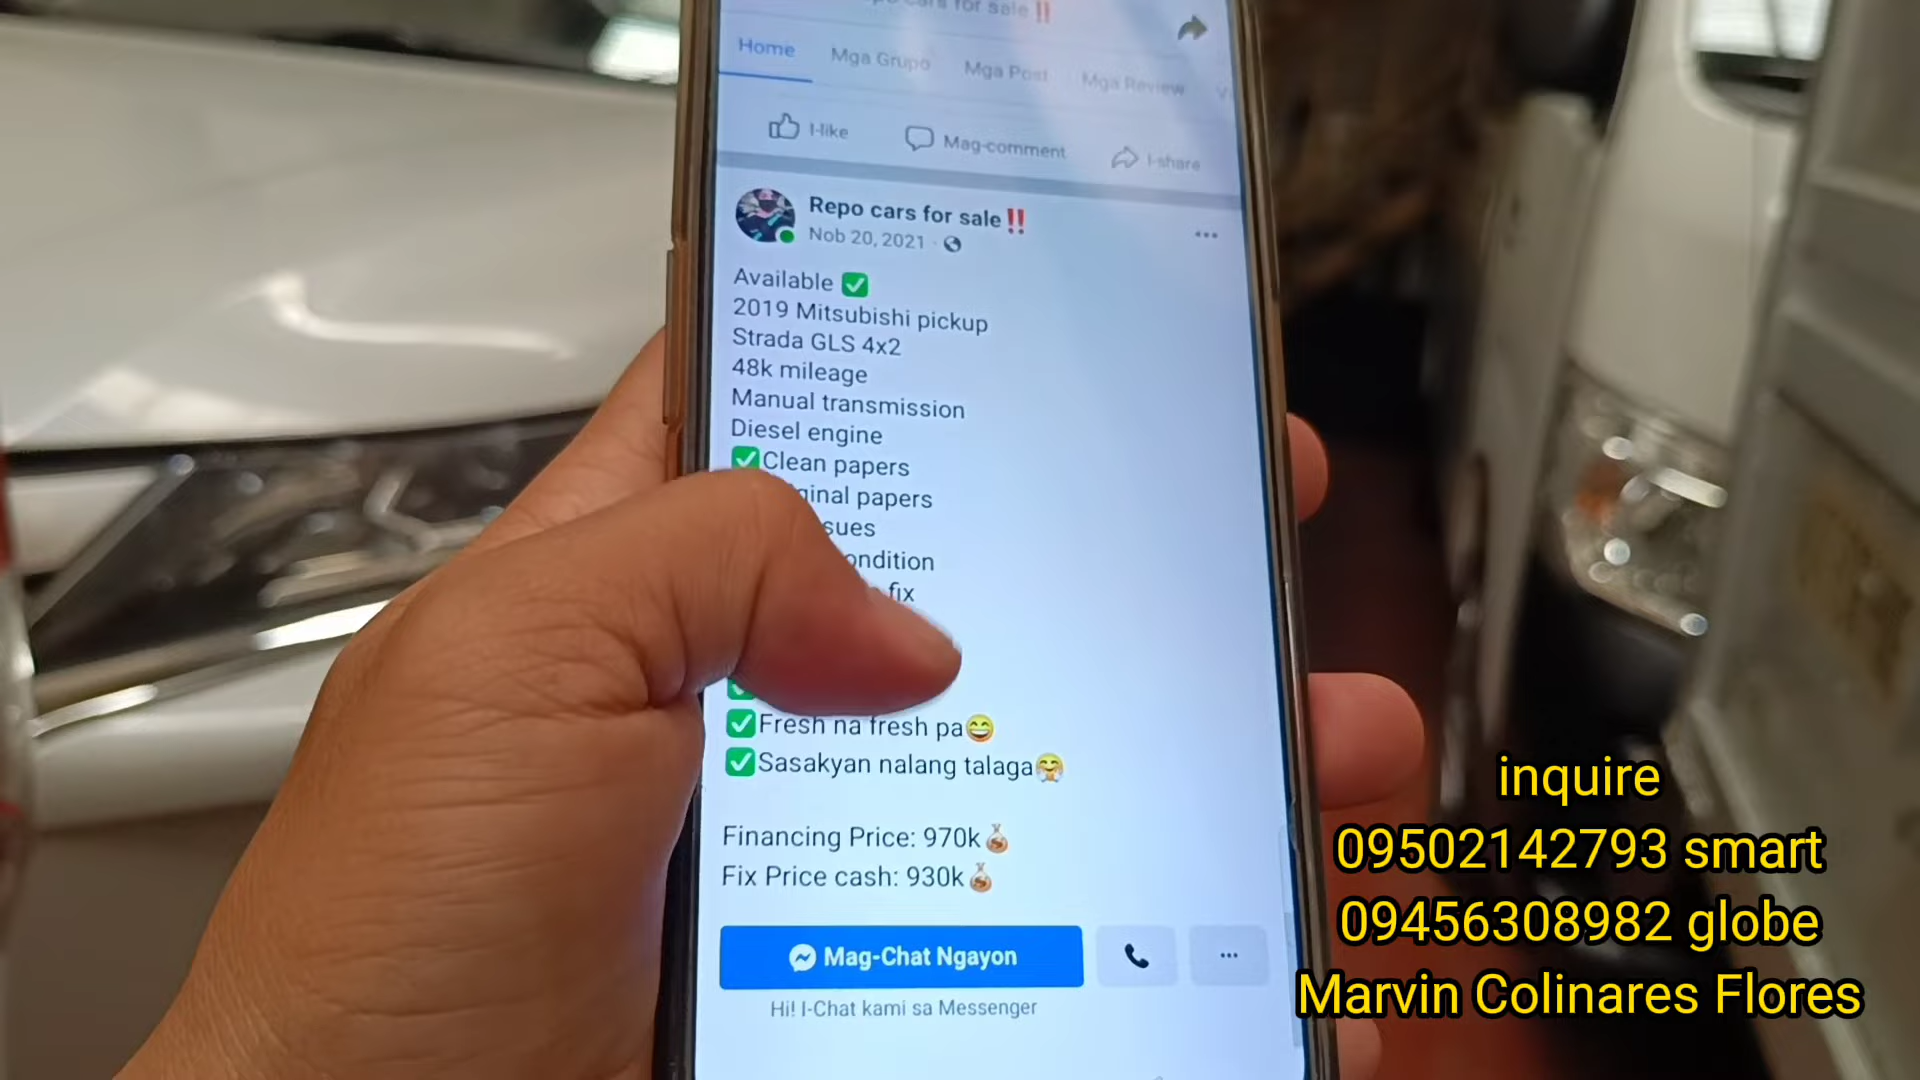 cars for sale‼️
Home Mga Grupo Mga Post Mga Review
I-like Mag-comment I-share
Repo cars for sale‼️
Nob 20, 2021 ·
Available ✅
2019 Mitsubishi pickup
Strada GLS 4x2
48k mileage
Manual transmission
Diesel engine
✅Clean papers
papers
fix
✅Fresh na fresh pa😄
✅Sasakyan nalang talaga🤗
Financing Price: 970k💰
Fix Price cash: 930k💰
Mag-Chat Ngayon
Hi! I-Chat kami sa Messenger
inquire
09502142793 smart
09456308982 globe
Marvin Colinares Flores